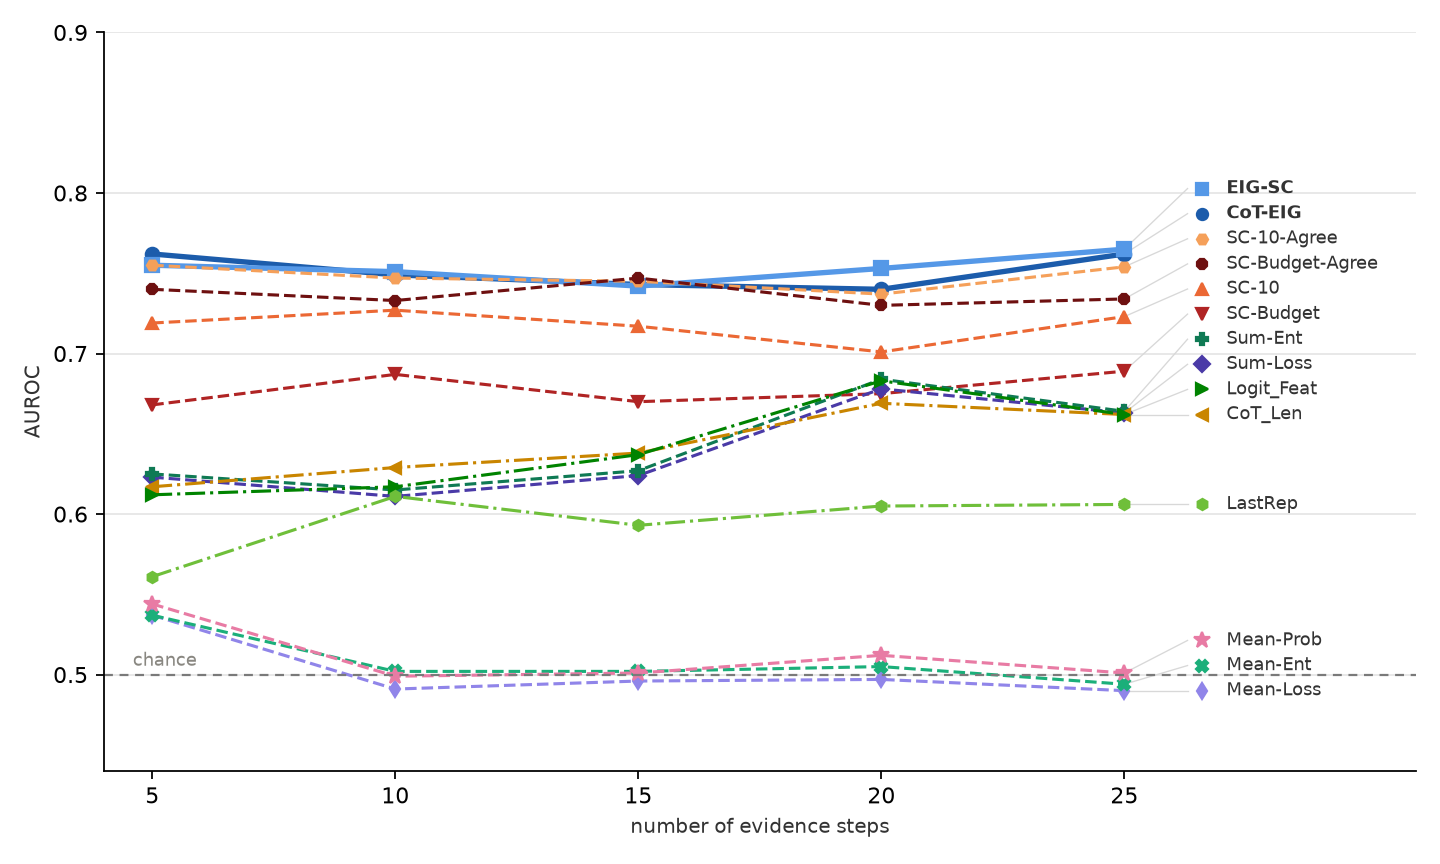 0.9
0.8
0.7
0.6
0.5
AUROC
chance
5
10
15
20
25
number of evidence steps
EIG-SC
CoT-EIG
SC-10-Agree
SC-Budget-Agree
SC-10
SC-Budget
Sum-Ent
Sum-Loss
Logit_Feat
CoT_Len
LastRep
Mean-Prob
Mean-Ent
Mean-Loss